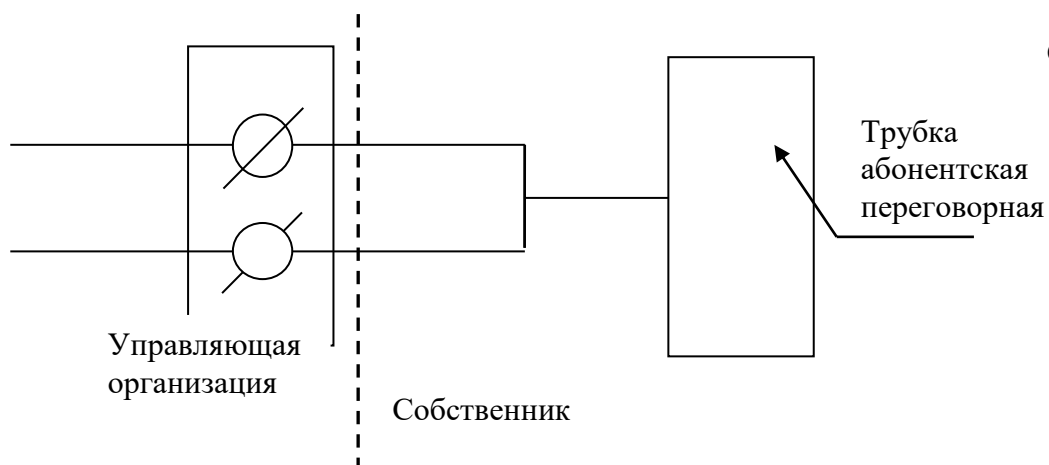 Трубка
абонентская
переговорная
Управляющая
организация
Собственник